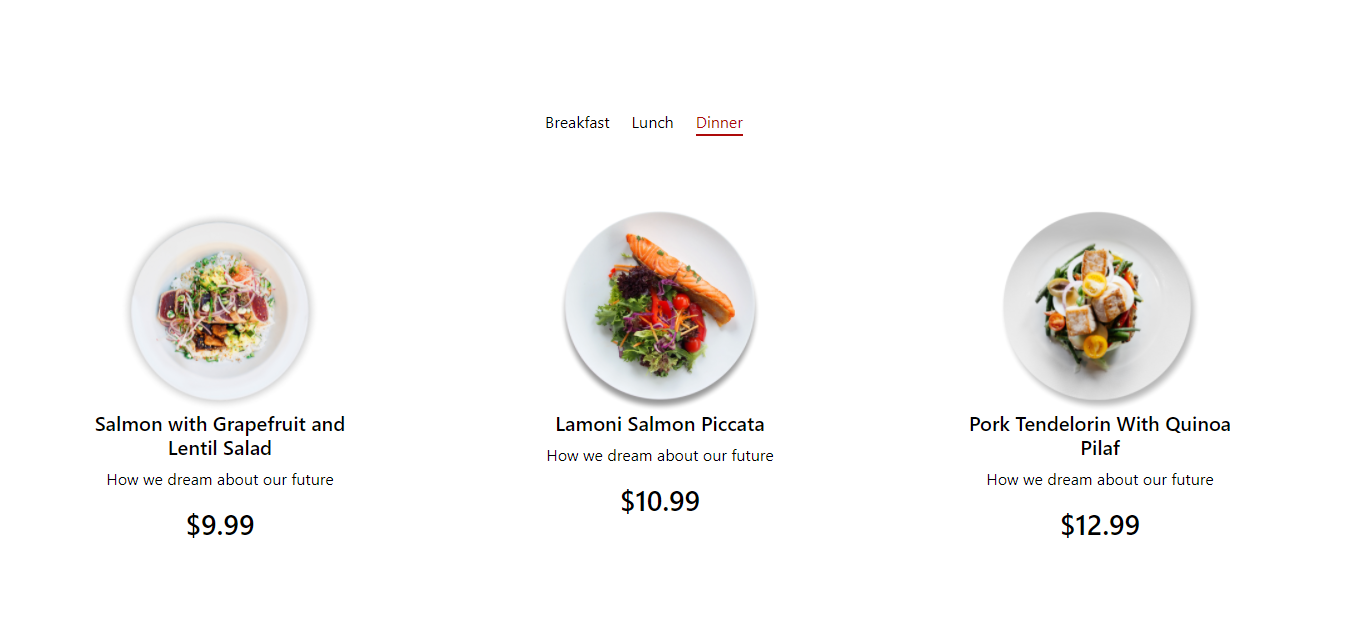 Breakfast Lunch Dinner
Salmon with Grapefruit and
Lentil Salad
How we dream about our future
$9.99
Lamoni Salmon Piccata
How we dream about our future
$10.99
Pork Tendelorin With Quinoa
Pilaf
How we dream about our future
$12.99